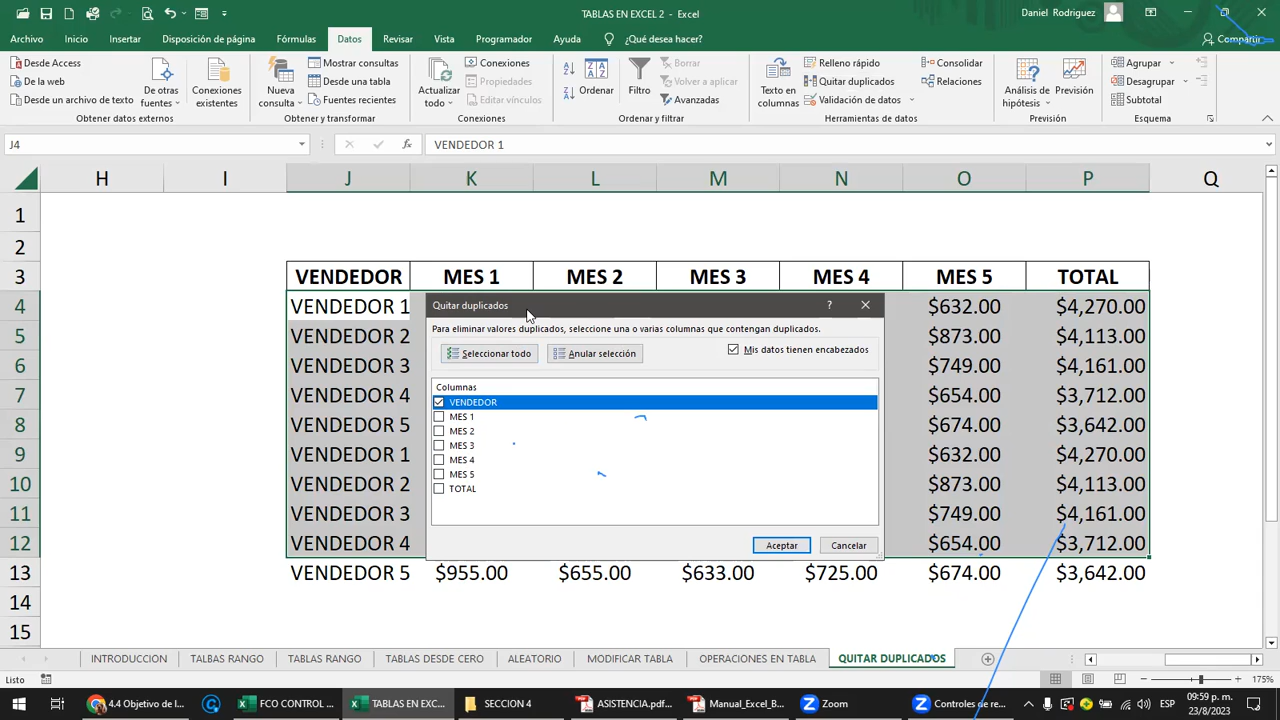 TABLAS EN EXCEL 2 - Excel
Daniel Rodriguez
Archivo Inicio Insertar Disposición de página Fórmulas Datos Revisar Vista Programador Ayuda ¿Qué desea hacer? Compartir
Desde Access
De la web
Desde un archivo de texto
De otras fuentes
Conexiones existentes
Obtener datos externos
Nueva consulta
Mostrar consultas
Desde una tabla
Fuentes recientes
Obtener y transformar
Actualizar todo
Conexiones
Propiedades
Editar vínculos
Conexiones
Ordenar
Filtro
Borrar
Volver a aplicar
Avanzadas
Ordenar y filtrar
Texto en columnas
Relleno rápido
Quitar duplicados
Validación de datos
Consolidar
Relaciones
Herramientas de datos
Análisis de hipótesis
Previsión
Previsión
Agrupar
Desagrupar
Subtotal
Esquema
J4 fx VENDEDOR 1
H I J K L M N O P Q
1
2
3 VENDEDOR MES 1 MES 2 MES 3 MES 4 MES 5 TOTAL
4 VENDEDOR 1 $632.00 $4,270.00
5 VENDEDOR 2 $873.00 $4,113.00
6 VENDEDOR 3 $749.00 $4,161.00
7 VENDEDOR 4 $654.00 $3,712.00
8 VENDEDOR 5 $674.00 $3,642.00
9 VENDEDOR 1 $632.00 $4,270.00
10 VENDEDOR 2 $873.00 $4,113.00
11 VENDEDOR 3 $749.00 $4,161.00
12 VENDEDOR 4 $654.00 $3,712.00
13 VENDEDOR 5 $955.00 $655.00 $633.00 $725.00 $674.00 $3,642.00
14
15
Quitar duplicados ?
Para eliminar valores duplicados, seleccione una o varias columnas que contengan duplicados.
Seleccionar todo Anular selección Mis datos tienen encabezados
Columnas
VENDEDOR
MES 1
MES 2
MES 3
MES 4
MES 5
TOTAL
Aceptar Cancelar
INTRODUCCION TALBAS RANGO TABLAS RANGO TABLAS DESDE CERO ALEATORIO MODIFICAR TABLA OPERACIONES EN TABLA QUITAR DUPLICADOS
Listo 175%
4.4 Objetivo de l... FCO CONTROL ... TABLAS EN EXC... SECCION 4 ASISTENCIA.pdf... Manual_Excel_B... Zoom Controles de re... ESP 09:59 p. m.
23/8/2023